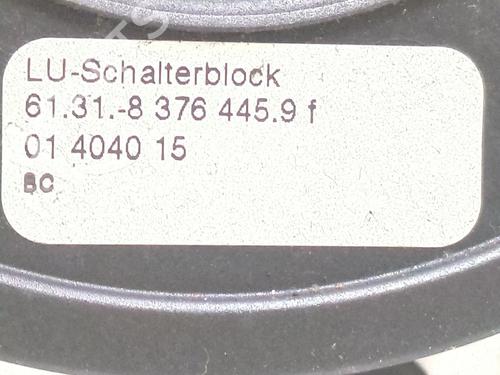 LU-Schalterblock
61.31.-8 376 445.9 f
01 4040 15
BC